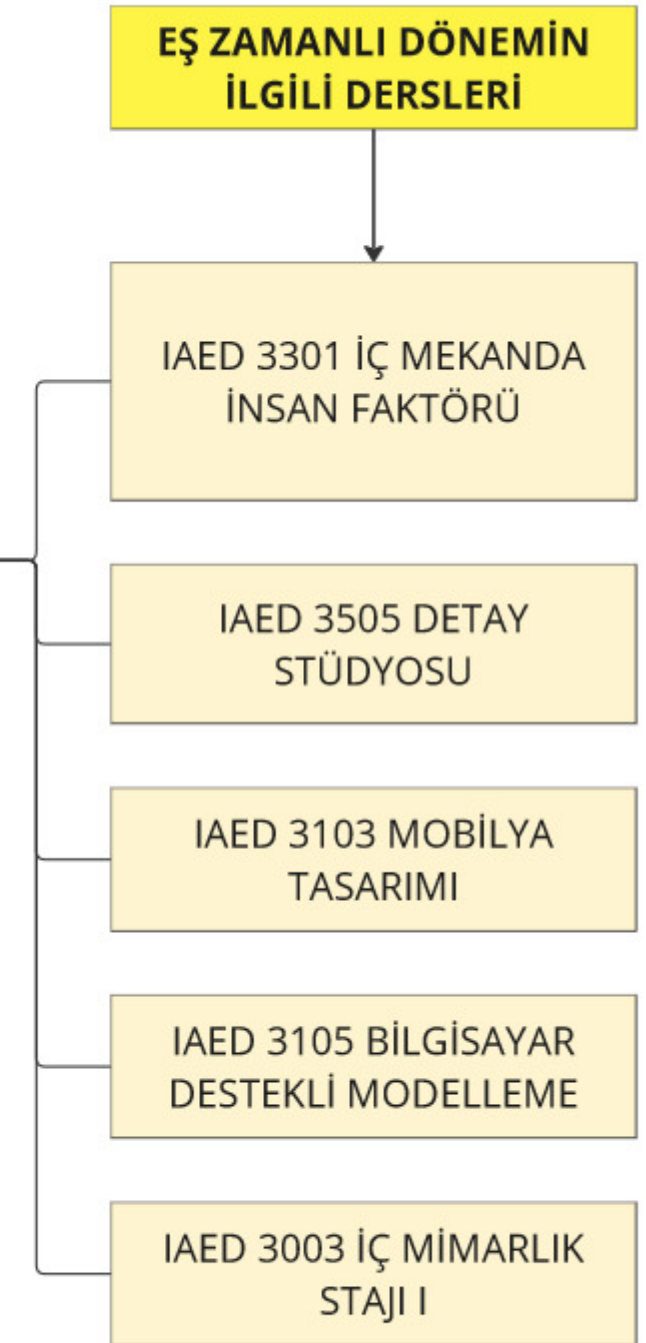 EŞ ZAMANLI DÖNEMİN
İLGİLİ DERSLERİ
IAED 3301 İÇ MEKANDA
İNSAN FAKTÖRÜ
IAED 3505 DETAY
STÜDYOSU
IAED 3103 MOBİLYA
TASARIMI
IAED 3105 BİLGİSAYAR
DESTEKLİ MODELLEME
IAED 3003 İÇ MİMARLIK
STAJI I